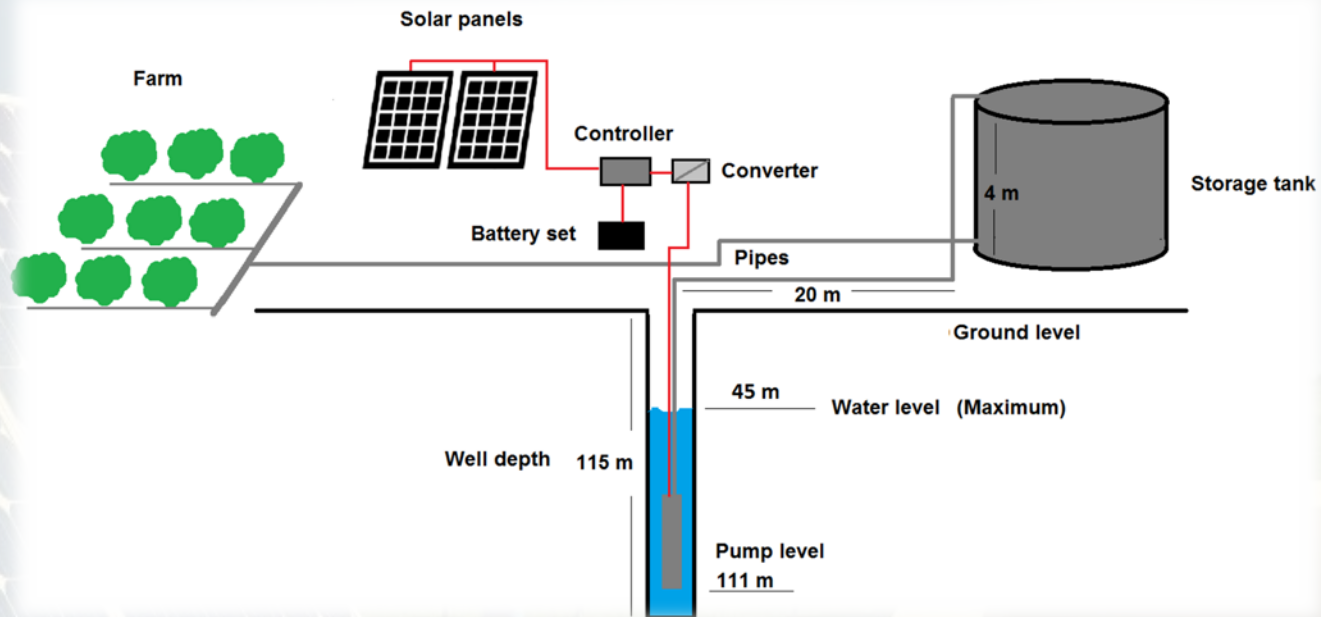 Solar panels
Farm
Controller
Converter
Storage tank
4 m
Battery set
Pipes
20 m
Ground level
45 m
Water level (Maximum)
Well depth 115 m
Pump level
111 m